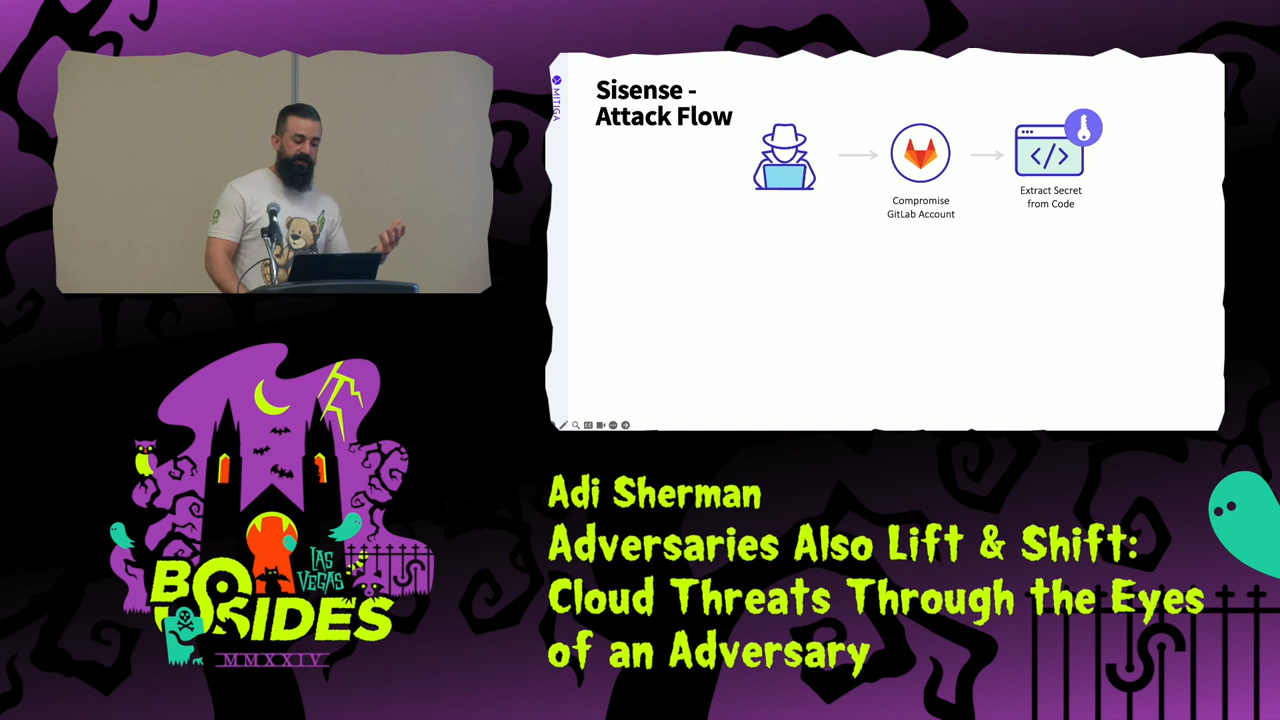 MITIGA
Sisense -
Attack Flow
Compromise
GitLab Account
</>
Extract Secret
from Code
LAS
VEGAS
BSIDES
MMXXIV
Adi Sherman
Adversaries Also Lift & Shift:
Cloud Threats Through the Eyes
of an Adversary